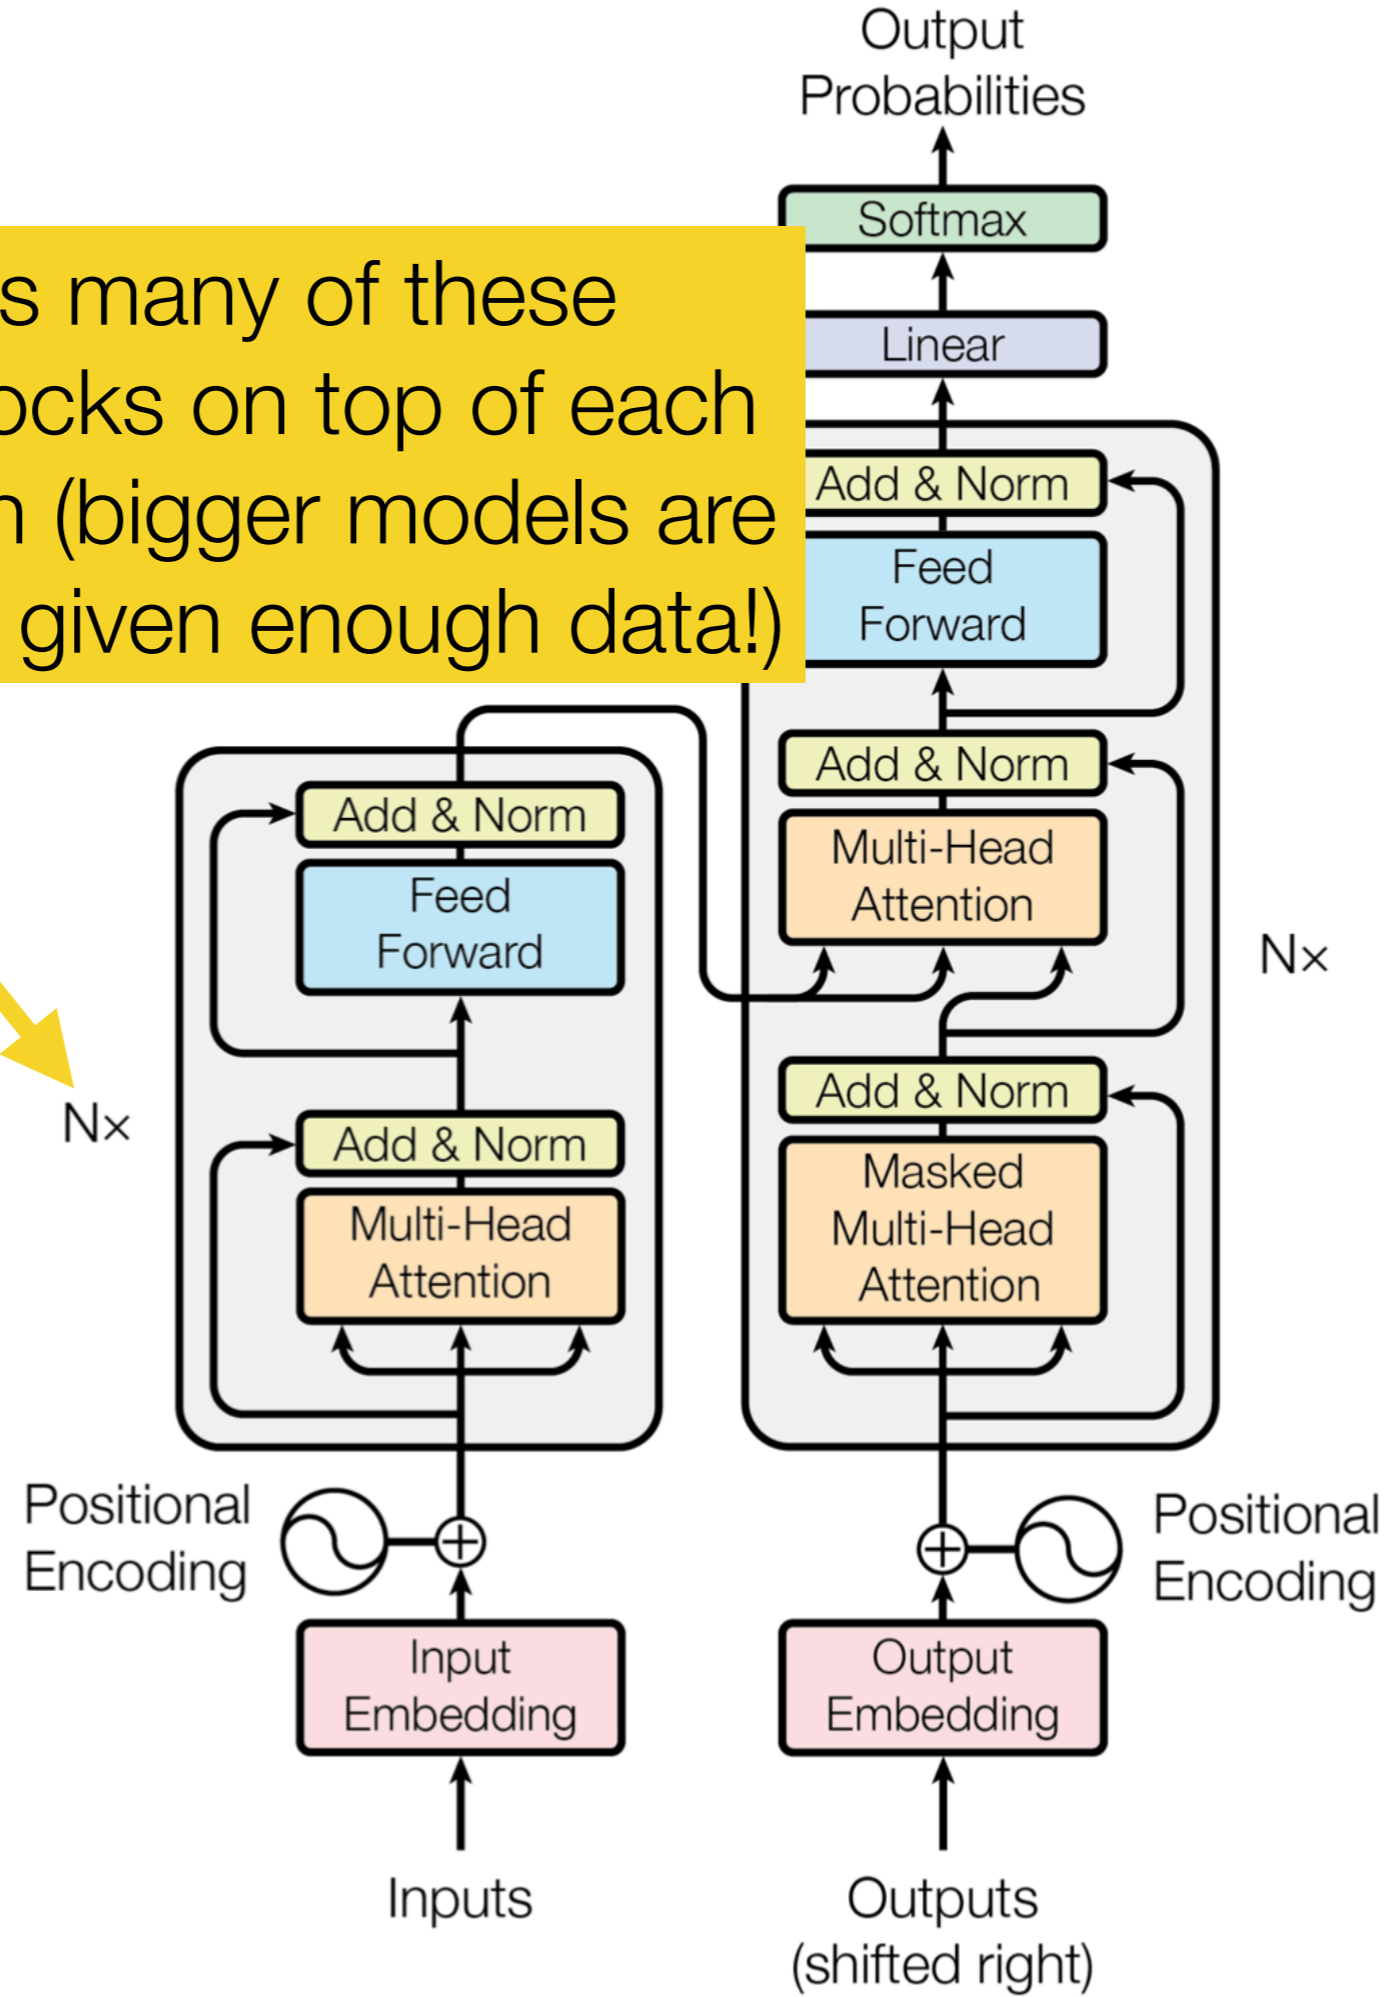 Output
Probabilities
Softmax
s many of these
ocks on top of each
(bigger models are
given enough data!)
Linear
Add & Norm
Feed
Forward
Add & Norm
Multi-Head
Attention
Nx
Add & Norm
Masked
Multi-Head
Attention
Add & Norm
Feed
Forward
Nx
Add & Norm
Multi-Head
Attention
Positional
Encoding
Positional
Encoding
Input
Embedding
Output
Embedding
Inputs
Outputs
(shifted right)